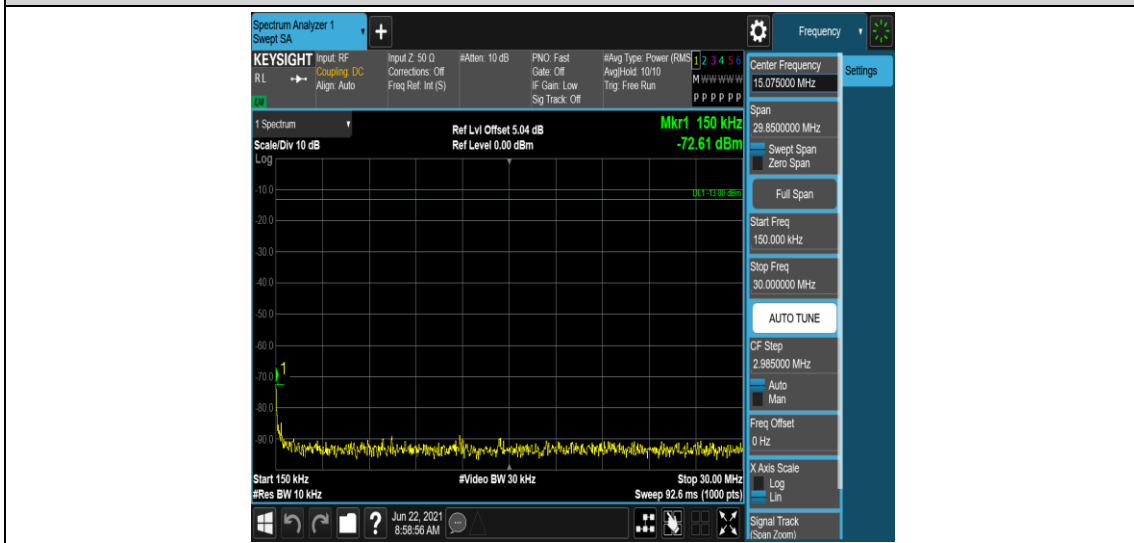 Spectrum Analyzer 1
Swept SA
+
Frequency
KEYSIGHT
RL
LXI
Input: RF
Coupling: DC
Align: Auto
Input Z: 50 Ω
Corrections: Off
Freq Ref: Int (S)
#Atten: 10 dB
PNO: Fast
Gate: Off
IF Gain: Low
Sig Track: Off
#Avg Type: Power (RMS
Avg|Hold: 10/10
Trig: Free Run
1 2 3 4 5 6
M W W W W W
P P P P P P
1 Spectrum
Scale/Div 10 dB
Log
Ref Lvl Offset 5.04 dB
Ref Level 0.00 dBm
Mkr1 150 kHz
-72.61 dBm
DL1 -13.00 dBm
-10.0
-20.0
-30.0
-40.0
-50.0
-60.0
-70.0
-80.0
-90.0
1
Start 150 kHz
#Res BW 10 kHz
#Video BW 30 kHz
Stop 30.00 MHz
Sweep 92.6 ms (1000 pts)
?
Jun 22, 2021
8:58:56 AM
Settings
Center Frequency
15.075000 MHz
Span
29.8500000 MHz
Swept Span
Zero Span
Full Span
Start Freq
150.000 kHz
Stop Freq
30.000000 MHz
AUTO TUNE
CF Step
2.985000 MHz
Auto
Man
Freq Offset
0 Hz
X Axis Scale
Log
Lin
Signal Track
(Span Zoom)